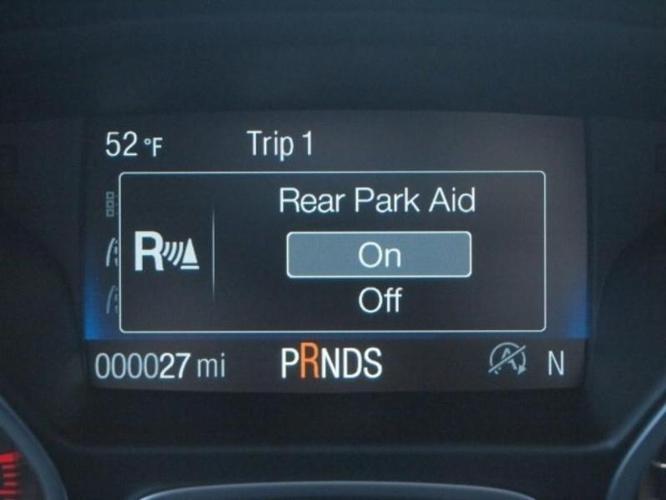 52 °F Trip 1
Rear Park Aid
R On
Off
000027 mi PRNDS A N